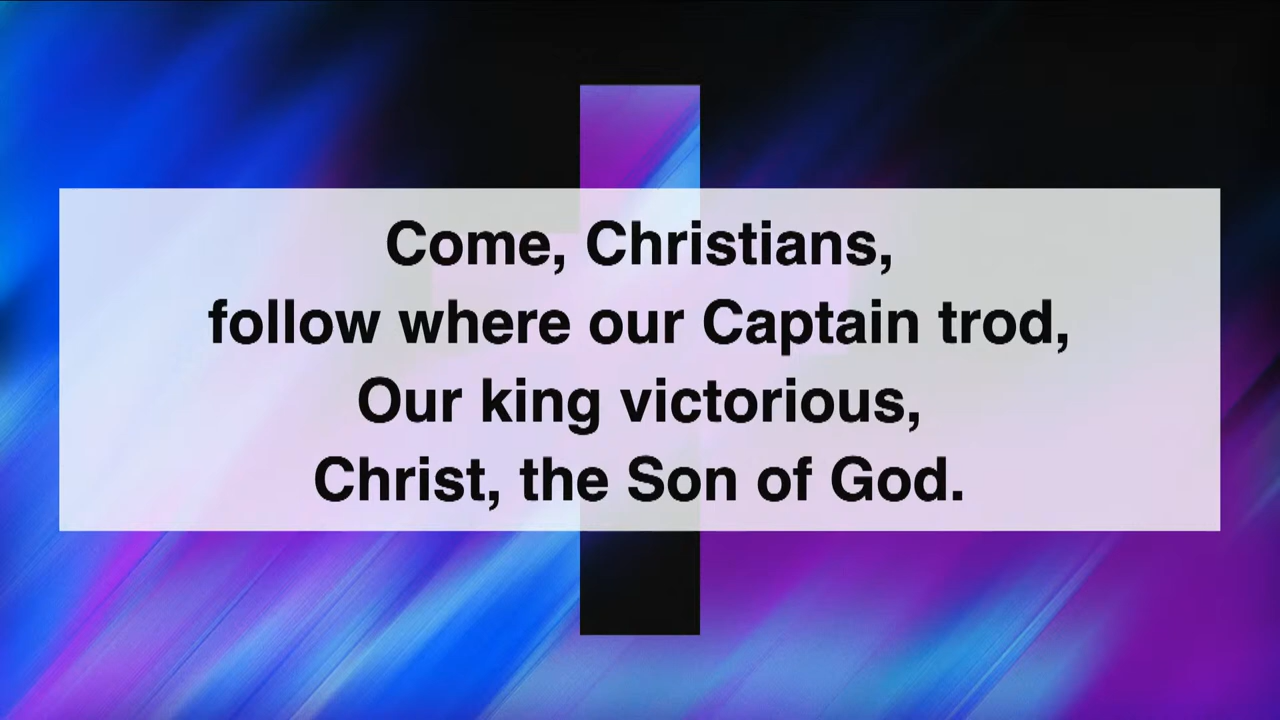 Come, Christians,
follow where our Captain trod,
Our king victorious,
Christ, the Son of God.